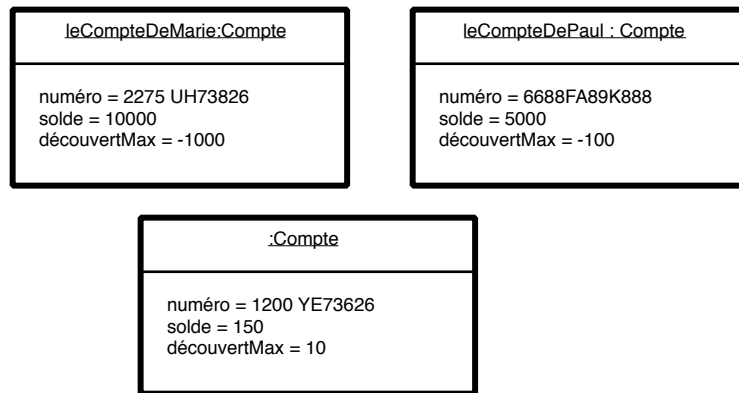 leCompteDeMarie:Compte
numéro = 2275 UH73826
solde = 10000
découvertMax = -1000
leCompteDePaul : Compte
numéro = 6688FA89K888
solde = 5000
découvertMax = -100
:Compte
numéro = 1200 YE73626
solde = 150
découvertMax = 10